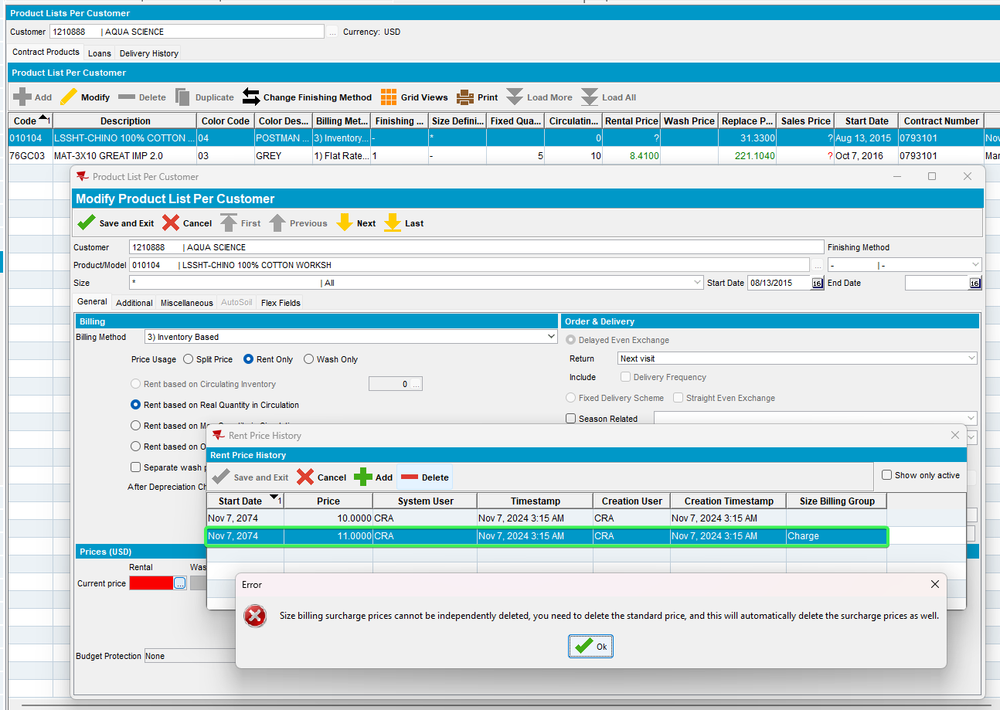 Product Lists Per Customer
Customer 1210888 | AQUA SCIENCE ... Currency: USD
Contract Products Loans Delivery History
Product List Per Customer
Add Modify Delete Duplicate Change Finishing Method Grid Views Print Load More Load All
Code 1 Description Color Code Color Des... Billing Met... Finishing ... Size Defini... Fixed Qua... Circulatin... Rental Price Wash Price Replace P... Sales Price Start Date Contract Number
010104 LSSHT-CHINO 100% COTTON ... 04 POSTMAN ... 3) Inventory... - * 0 ? 31.3300 ? Aug 13, 2015 0793101 Nov
76GC03 MAT-3X10 GREAT IMP 2.0 03 GREY 1) Flat Rate... 1 - 5 10 8.4100 221.1040 ? Oct 7, 2016 0793101 Mar
Product List Per Customer
Modify Product List Per Customer
Save and Exit Cancel First Previous Next Last
Customer 1210888 | AQUA SCIENCE Finishing Method
Product/Model 010104 | LSSHT-CHINO 100% COTTON WORKSH ... - | -
Size * | All Start Date 08/13/2015 16 End Date 16
General Additional Miscellaneous AutoSoil Flex Fields
Billing Order & Delivery
Billing Method 3) Inventory Based Delayed Even Exchange
Price Usage Split Price Rent Only Wash Only Return Next visit
Include Delivery Frequency
Rent based on Circulating Inventory 0 ...
Fixed Delivery Scheme Straight Even Exchange
Rent based on Real Quantity in Circulation
Season Related
Rent based on
Rent Price History
Rent based on O
Rent Price History
Separate wash p
Save and Exit Cancel Add Delete Show only active
After Depreciation Ch
Start Date 1 Price System User Timestamp Creation User Creation Timestamp Size Billing Group
Nov 7, 2074 10.0000 CRA Nov 7, 2024 3:15 AM CRA Nov 7, 2024 3:15 AM
Nov 7, 2074 11.0000 CRA Nov 7, 2024 3:15 AM CRA Nov 7, 2024 3:15 AM Charge
Prices (USD)
Rental Was
Current price ...
Error
Size billing surcharge prices cannot be independently deleted, you need to delete the standard price, and this will automatically delete the surcharge prices as well.
Ok
Budget Protection None